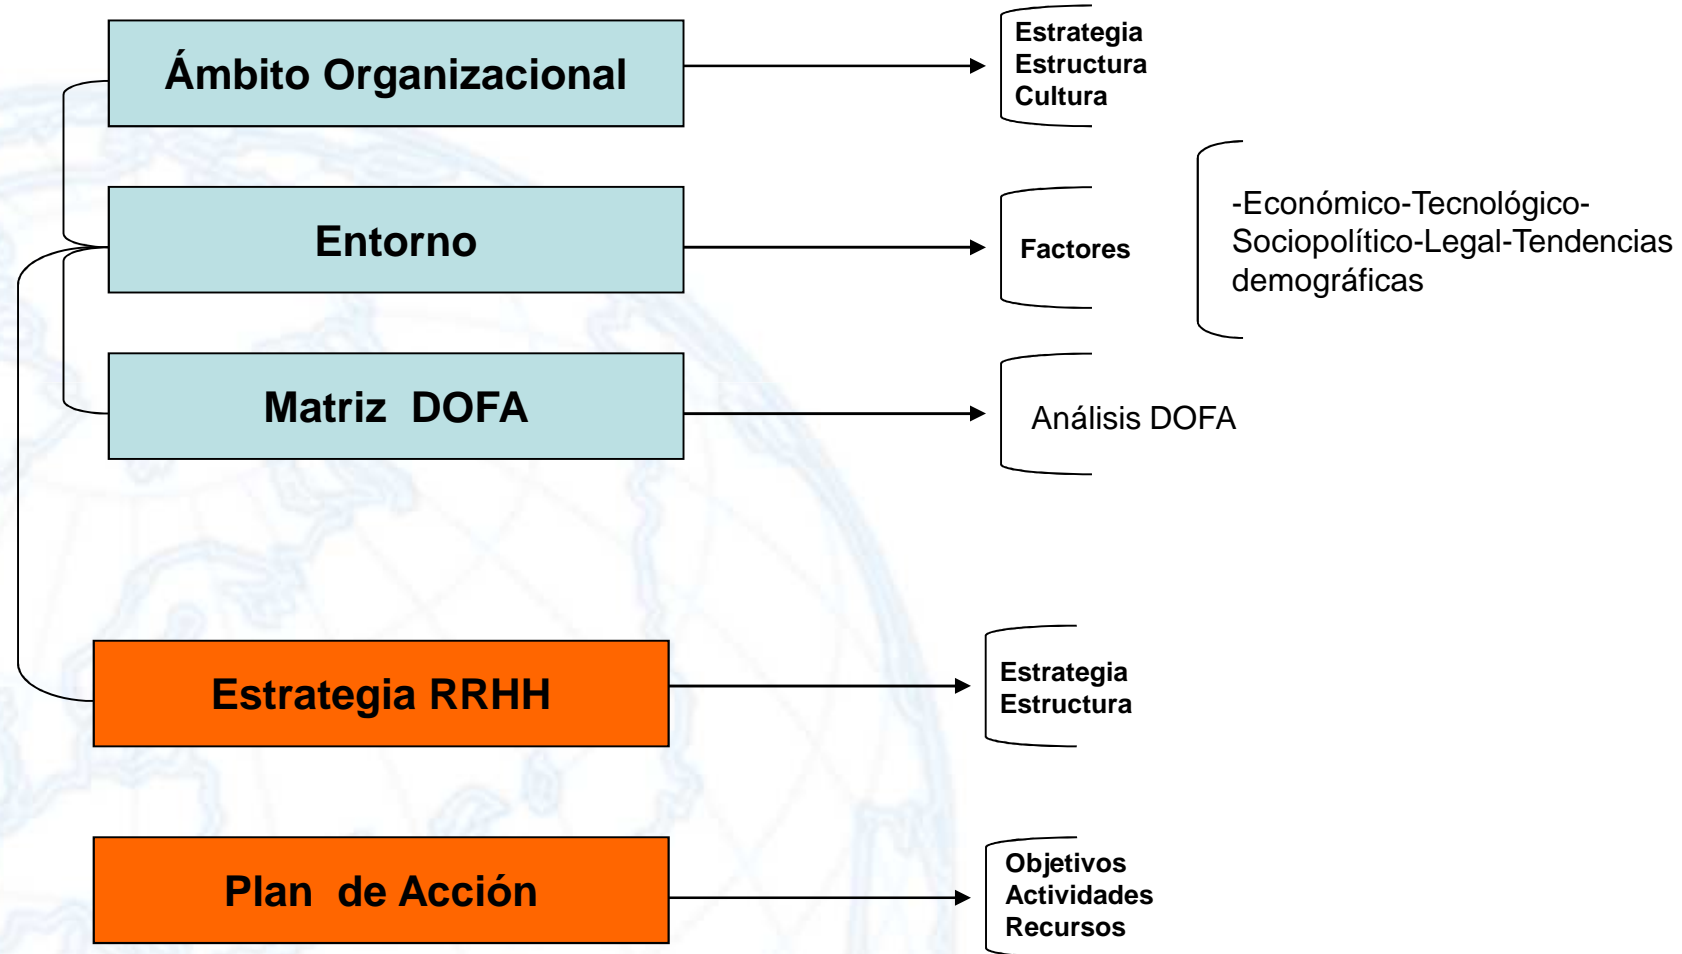 Ámbito Organizacional
Estrategia
Estructura
Cultura
Entorno
Factores
-Económico-Tecnológico-
Sociopolítico-Legal-Tendencias
demográficas
Matriz DOFA
Análisis DOFA
Estrategia RRHH
Estrategia
Estructura
Plan de Acción
Objetivos
Actividades
Recursos